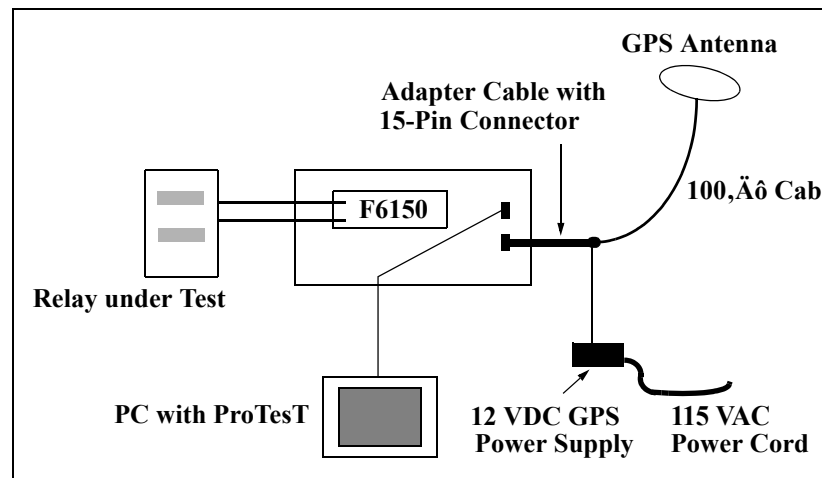 GPS Antenna
Adapter Cable with
15-Pin Connector
100‚Äô Cab
F6150
Relay under Test
PC with ProTesT
12 VDC GPS
Power Supply
115 VAC
Power Cord